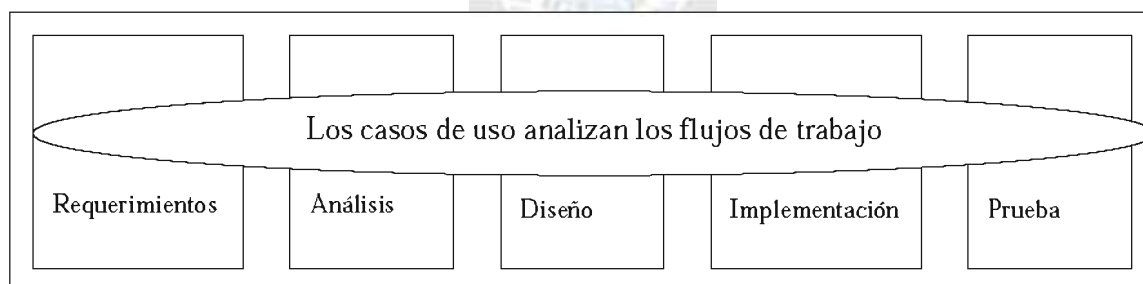 Los casos de uso analizan los flujos de trabajo
Requerimientos
Análisis
Diseño
Implementación
Prueba